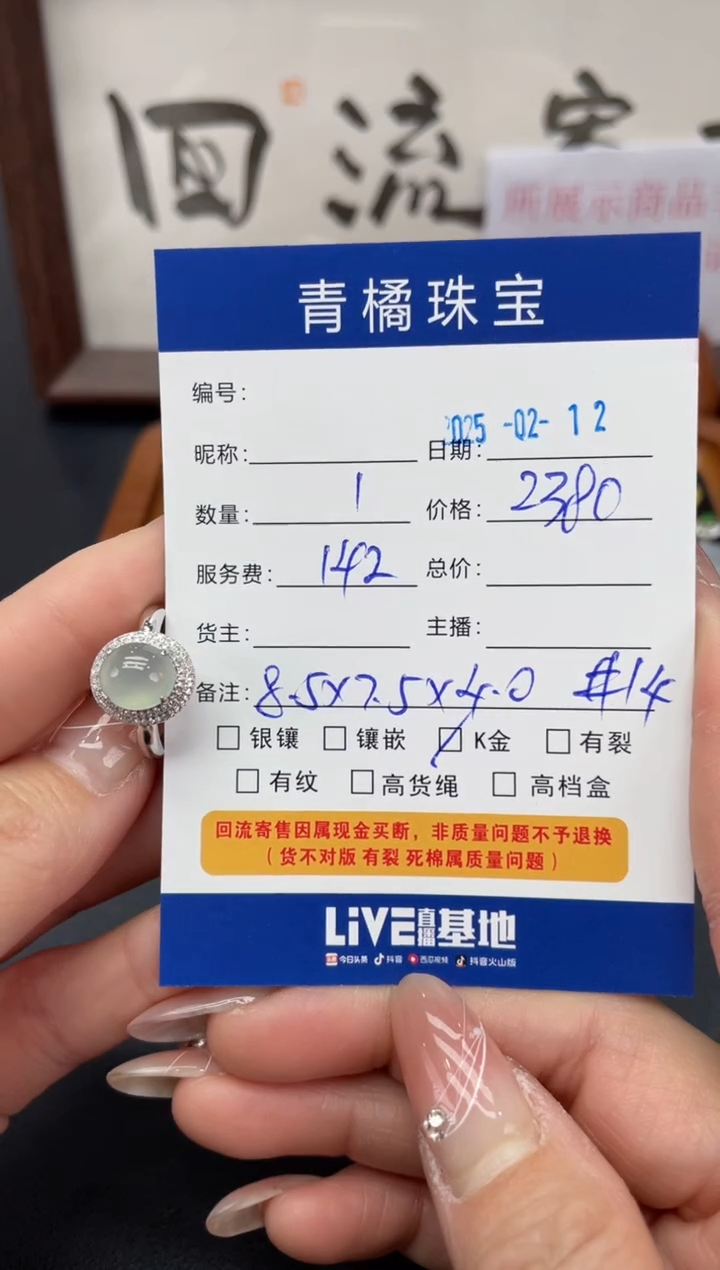 回流寄
所展示商品
青橘珠宝
编号:
2025-02-12
昵称: 日期:
数量: 1 价格: 2380
服务费: 142 总价:
货主: 主播:
备注: 8.5x7.5x4.0 #14
银镶 镶嵌 K金 有裂
有纹 高货绳 高档盒
回流寄售因属现金买断，非质量问题不予退换
（货不对版 有裂 死棉属质量问题）
LiVE直播基地
今日头条 抖音 西瓜视频 抖音火山版